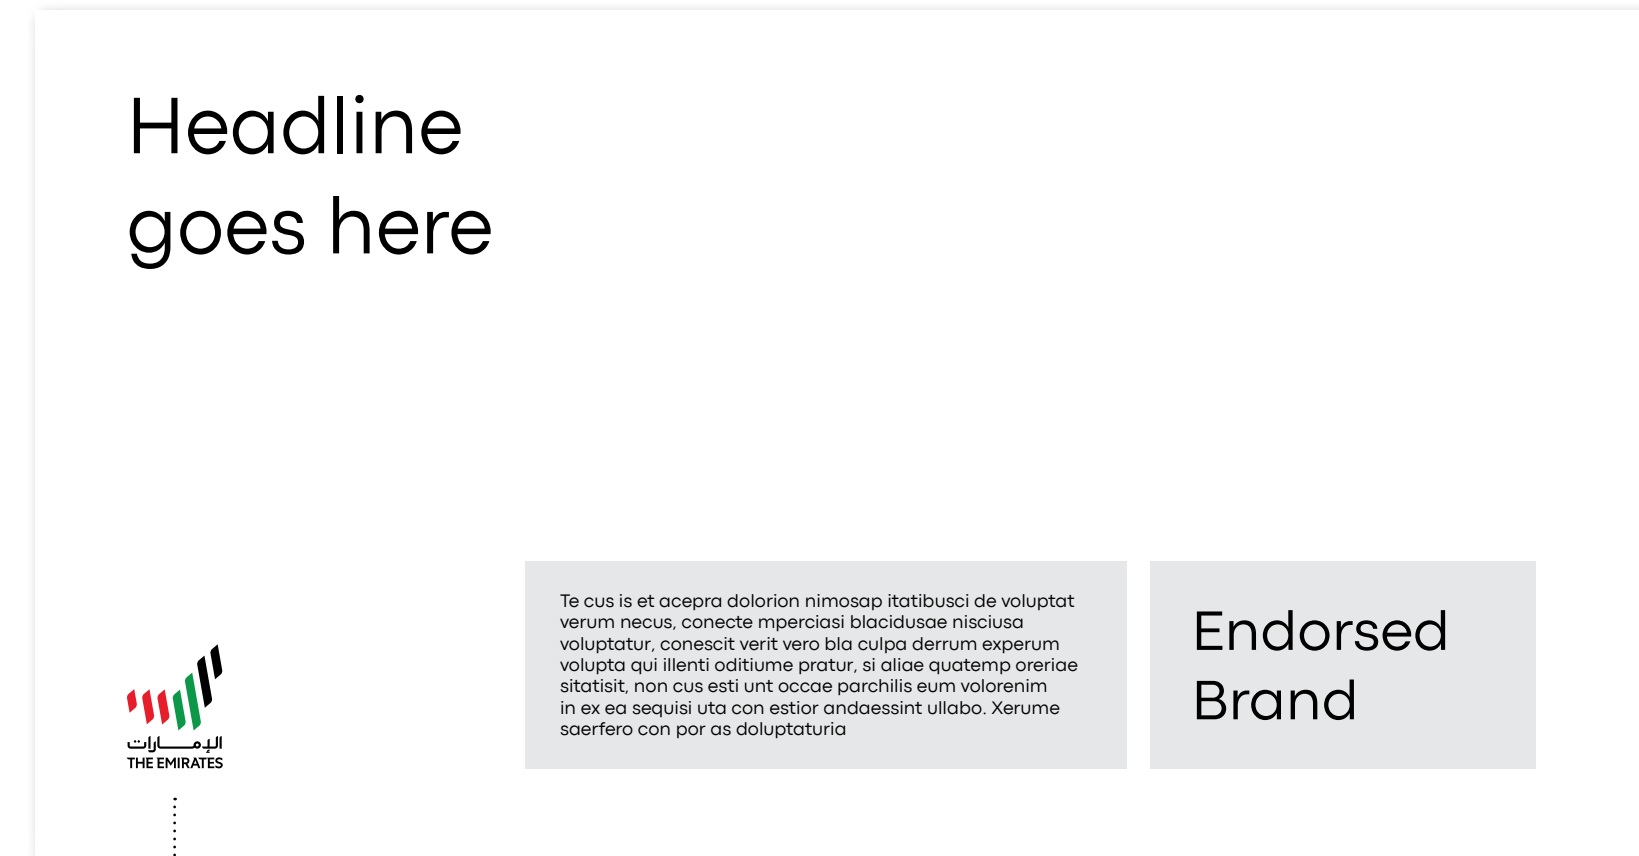 Headline
goes here
Te cus is et acepra dolorion nimosap itatibusci de voluptat
verum necus, conecte mperciasi blacidusae nisciusa
voluptatur, conescit verit vero bla culpa derrum experum
volupta qui illenti oditiume pratur, si aliae quatemp oreriae
sitatisit, non cus esti unt occae parchilis eum volorenim
in ex ea sequisi uta con estior andaessint ullabo. Xerume
saerfero con por as doluptaturia
Endorsed
Brand
الإمـــــارات
THE EMIRATES